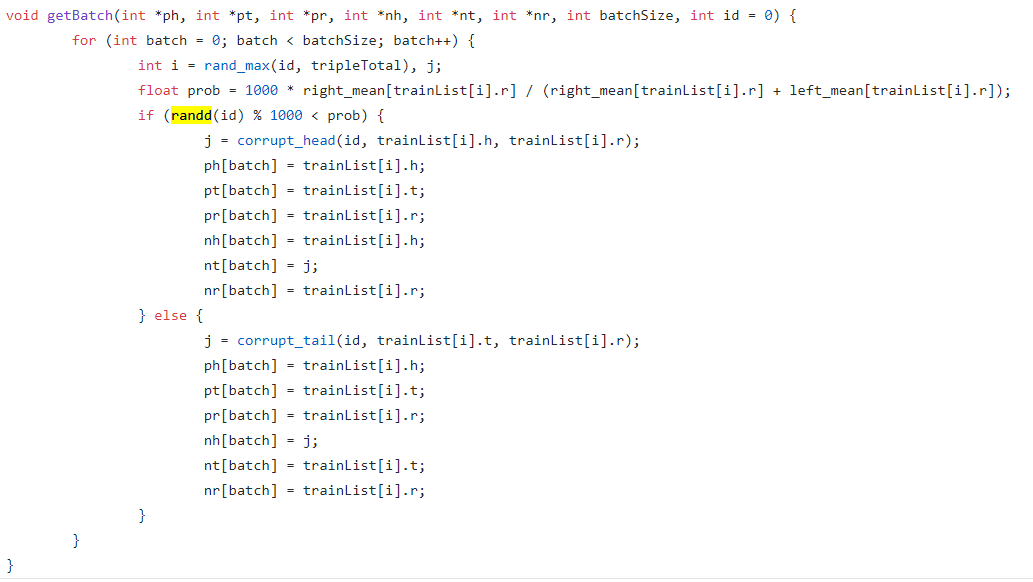 void getBatch(int *ph, int *pt, int *pr, int *nh, int *nt, int *nr, int batchSize, int id = 0) {
for (int batch = 0; batch < batchSize; batch++) {
int i = rand_max(id, tripleTotal), j;
float prob = 1000 * right_mean[trainList[i].r] / (right_mean[trainList[i].r] + left_mean[trainList[i].r]);
if (randd(id) % 1000 < prob) {
j = corrupt_head(id, trainList[i].h, trainList[i].r);
ph[batch] = trainList[i].h;
pt[batch] = trainList[i].t;
pr[batch] = trainList[i].r;
nh[batch] = trainList[i].h;
nt[batch] = j;
nr[batch] = trainList[i].r;
} else {
j = corrupt_tail(id, trainList[i].t, trainList[i].r);
ph[batch] = trainList[i].h;
pt[batch] = trainList[i].t;
pr[batch] = trainList[i].r;
nh[batch] = j;
nt[batch] = trainList[i].t;
nr[batch] = trainList[i].r;
}
}
}